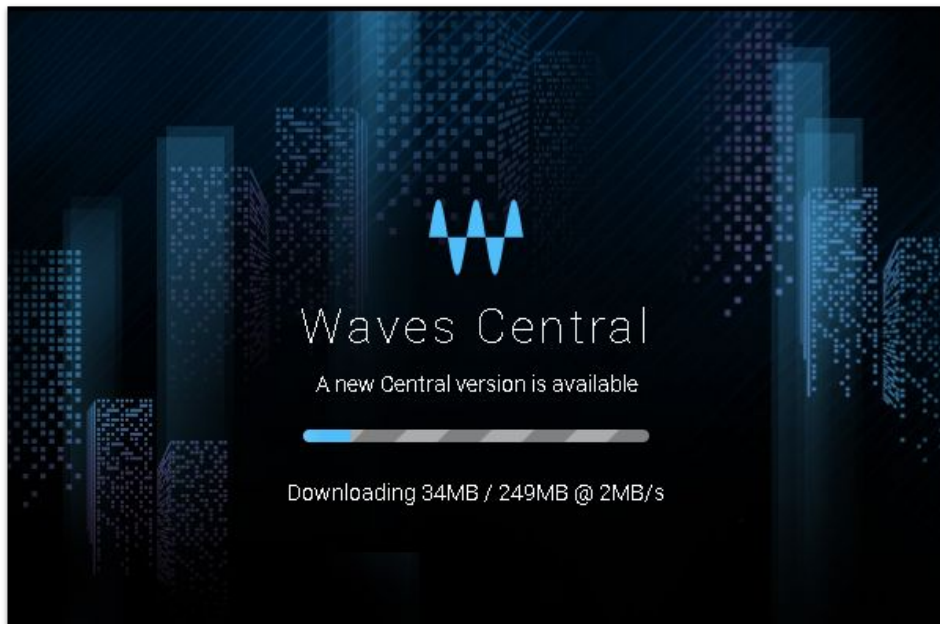 Waves Central
A new Central version is available
Downloading 34MB / 249MB @ 2MB/s